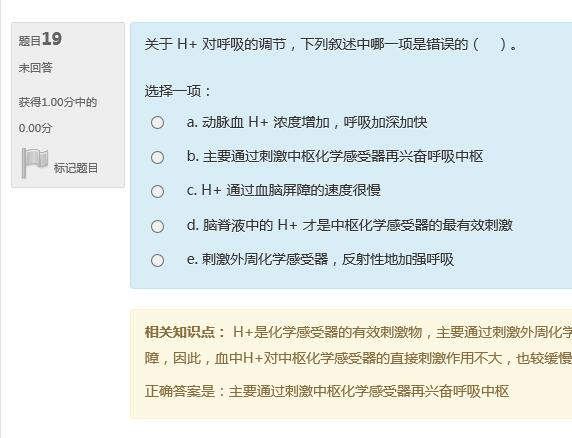 题目19
未回答
获得1.00分中的
0.00分
标记题目
关于 H+ 对呼吸的调节，下列叙述中哪一项是错误的（　）。
选择一项：
a. 动脉血 H+ 浓度增加，呼吸加深加快
b. 主要通过刺激中枢化学感受器再兴奋呼吸中枢
c. H+ 通过血脑屏障的速度很慢
d. 脑脊液中的 H+ 才是中枢化学感受器的最有效刺激
e. 刺激外周化学感受器，反射性地加强呼吸
相关知识点： H+是化学感受器的有效刺激物，主要通过刺激外周化学
障，因此，血中H+对中枢化学感受器的直接刺激作用不大，也较缓慢
正确答案是：主要通过刺激中枢化学感受器再兴奋呼吸中枢